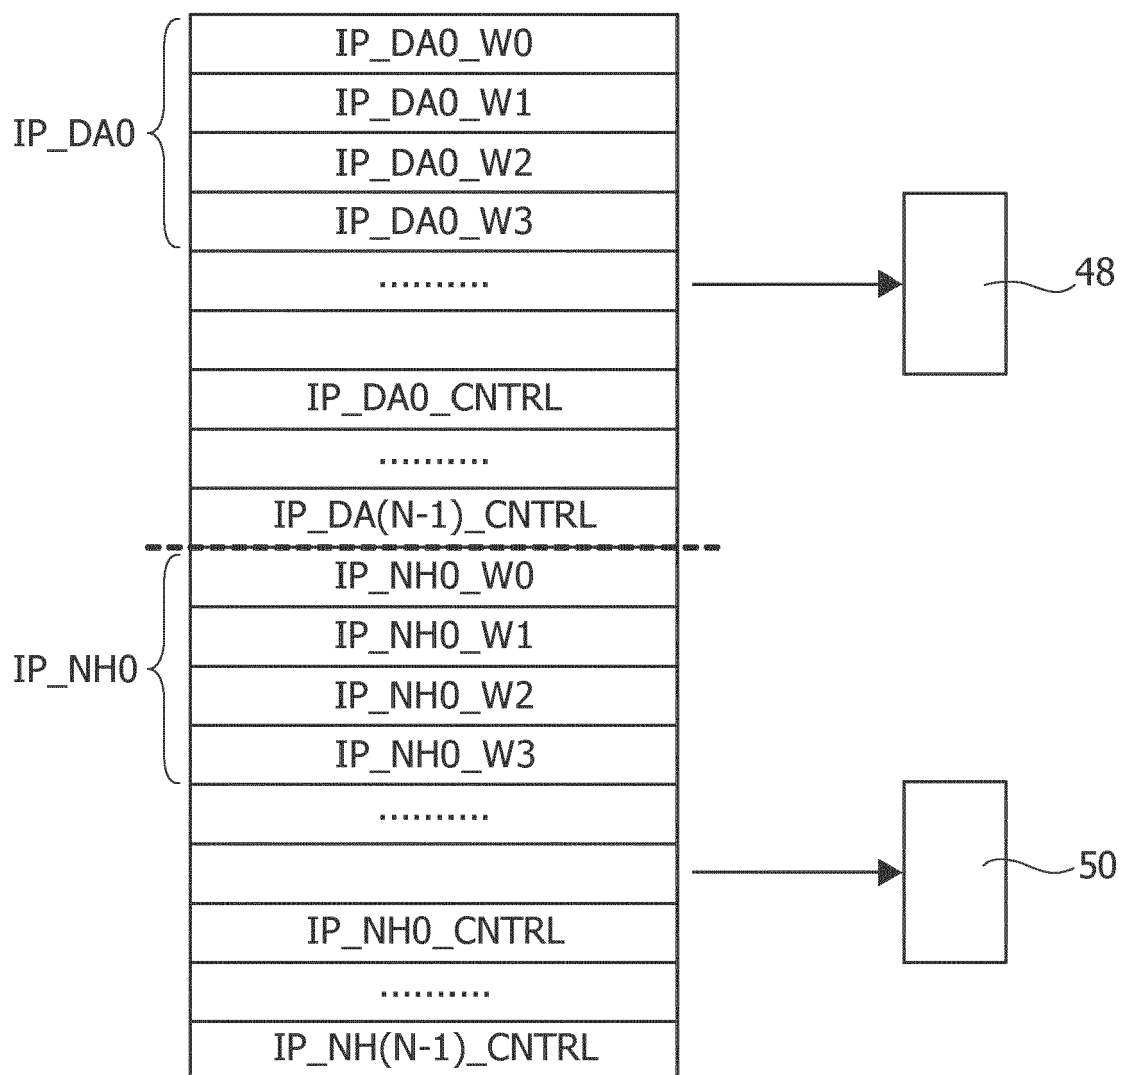 IP_DA0_W0
IP_DA0_W1
IP_DA0
IP_DA0_W2
IP_DA0_W3
..........
48
IP_DA0_CNTRL
..........
IP_DA(N-1)_CNTRL
IP_NH0_W0
IP_NH0_W1
IP_NH0
IP_NH0_W2
IP_NH0_W3
..........
50
IP_NH0_CNTRL
..........
IP_NH(N-1)_CNTRL